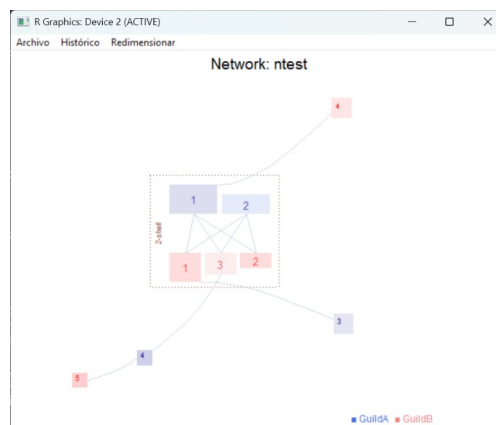 R Graphics: Device 2 (ACTIVE)
Archivo Histórico Redimensionar
Network: ntest
4
1 2
2-shell
1 3 2
3
4
5
GuildA GuildB